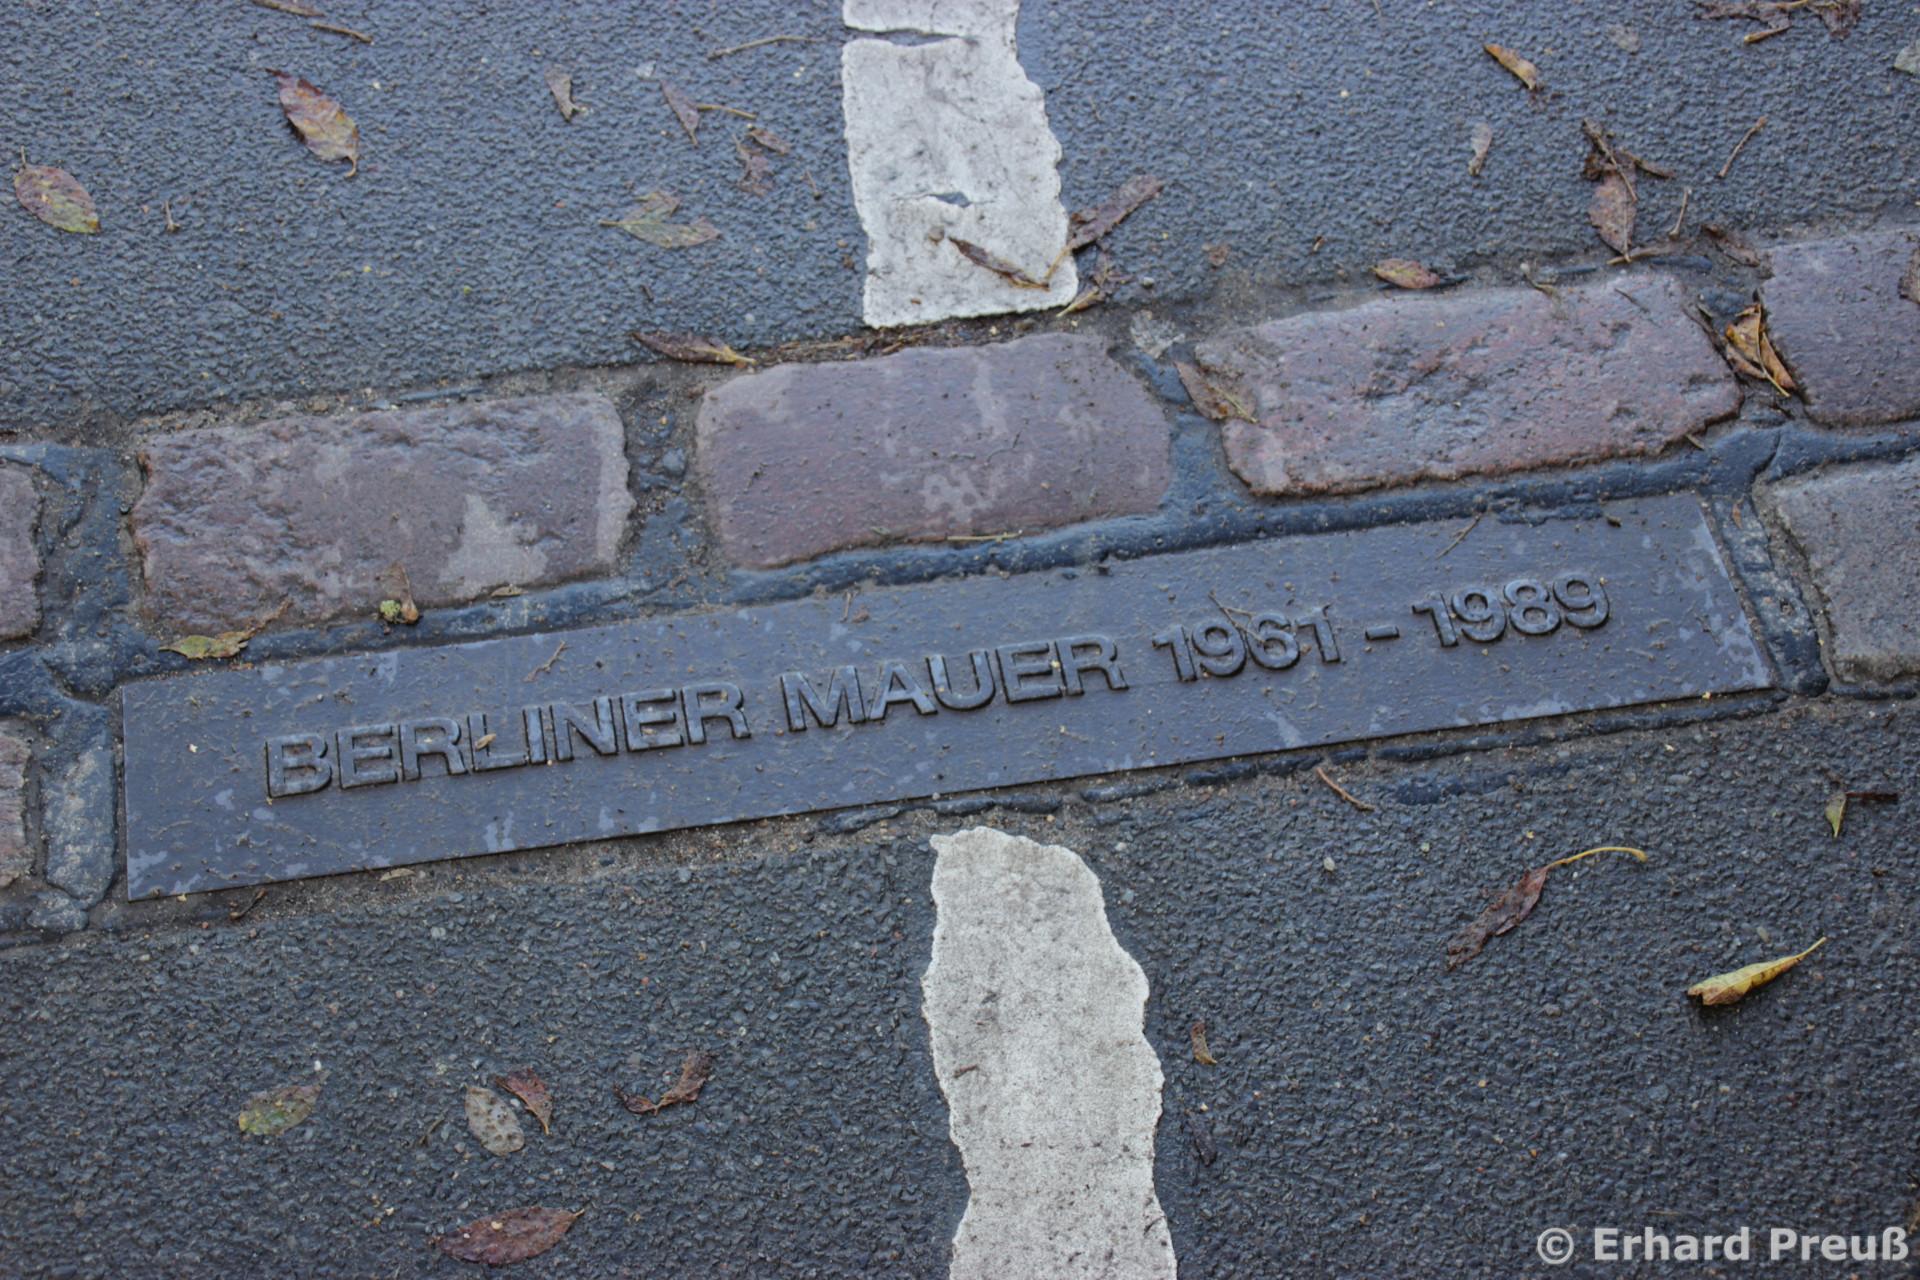 BERLINER MAUER 1961 - 1989
© Erhard Preuß